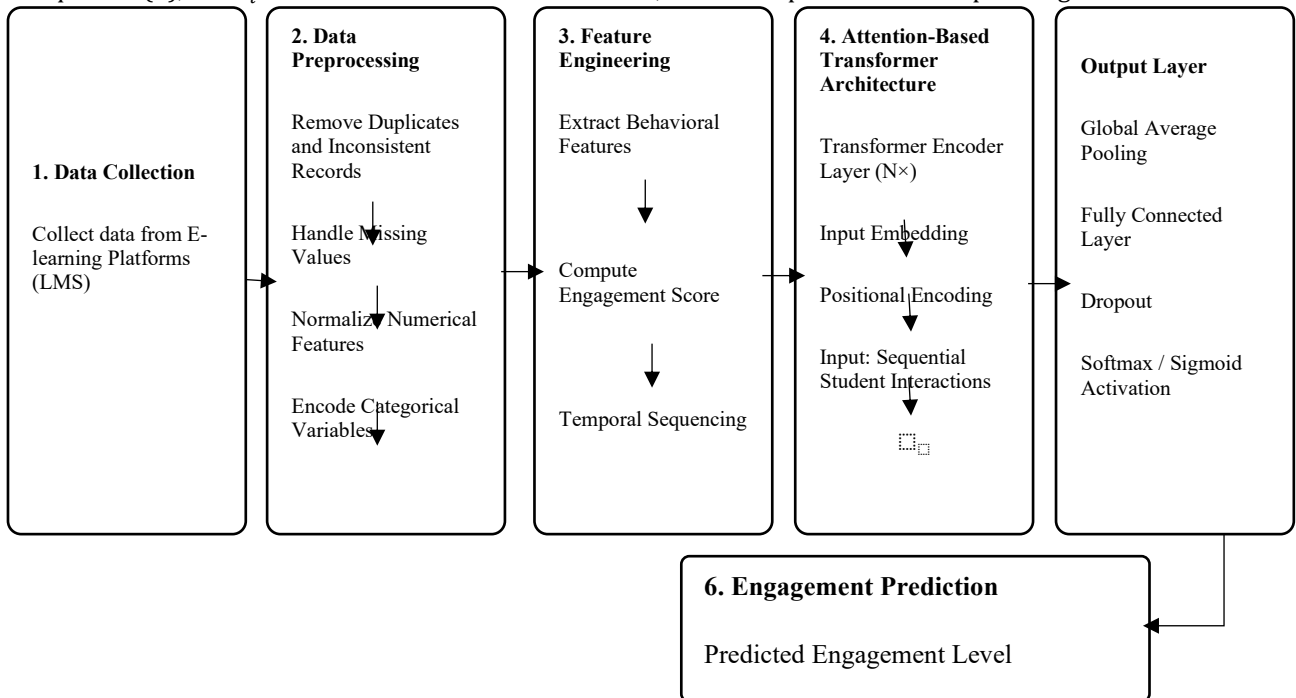 1. Data Collection
Collect data from E-
learning Platforms
(LMS)
2. Data
Preprocessing
Remove Duplicates
and Inconsistent
Records
Handle Missing
Values
Normalize Numerical
Features
Encode Categorical
Variables
3. Feature
Engineering
Extract Behavioral
Features
Compute
Engagement Score
Temporal Sequencing
4. Attention-Based
Transformer
Architecture
Transformer Encoder
Layer (N×)
Input Embedding
Positional Encoding
Input: Sequential
Student Interactions
Output Layer
Global Average
Pooling
Fully Connected
Layer
Dropout
Softmax / Sigmoid
Activation
6. Engagement Prediction
Predicted Engagement Level